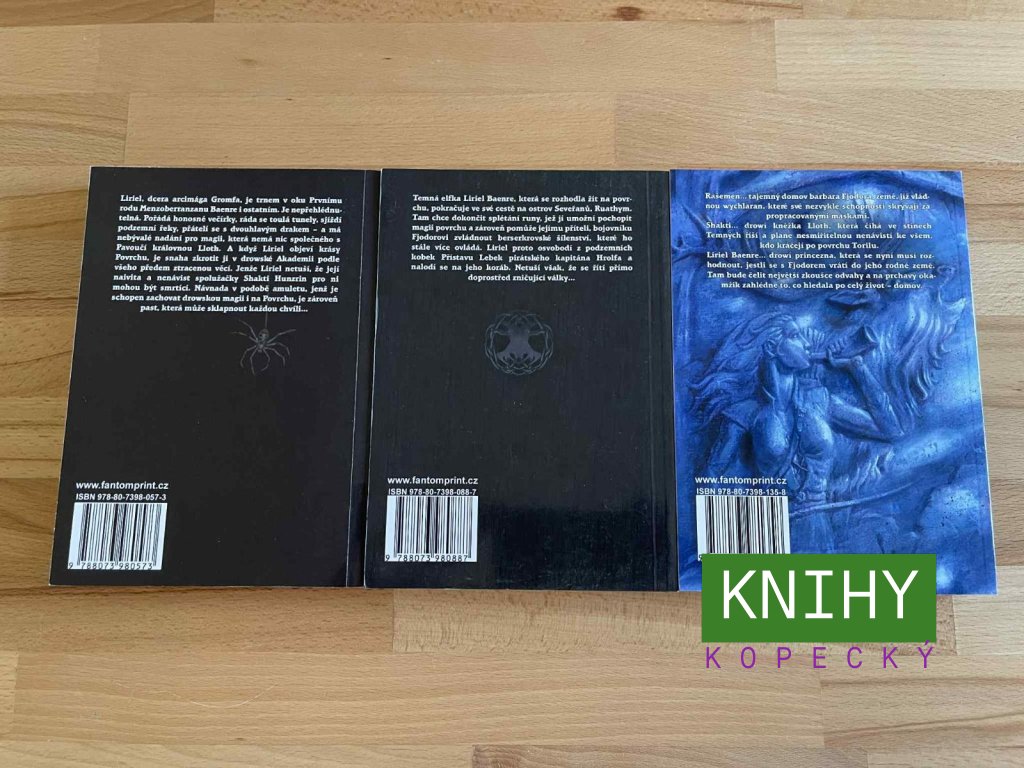 Liriel, dcera arcimága Gromfa, je trnem v oku Prvnímu
rodu Menzoberranzanu Baenre i ostaním. Je nepřehlédnu-
telná. Pořádá honosné večírky, ráda se toulá tunely, sjíždí
podzemní řeky, přátelí se s dvouhlavým drakem – a má
nebývalé nadání pro magii, která nemá nic společného s
Pavoučí královnou Lloth. A když Liriel objeví krásy
Povrchu, je snaha zkrotit ji v drowské Akademii podle
všeho předem ztracenou věcí. Jenže Liriel netuší, že její
naivita a nenávist spolužačky Shakti Hunzrin pro ni
mohou být smrtící. Návnada v podobě amuletu, jenž je
schopen zachovat drowskou magii i na Povrchu, je zároveň
past, která může sklapnout každou chvíli...
www.fantomprint.cz
ISBN 978-80-7398-057-3
9 788073 980573
Temná elfka Liriel Baenre, která se rozhodla žít na povr-
chu, pokračuje ve své cestě na ostrov Seveřanů, Ruathym.
Tam chce dokončit splétání runy, jež jí umožní pochopit
magii povrchu a zároveň pomůže jejímu příteli, bojovníku
Fjodorovi zvládnout berserkrovské šílenství, které ho
stále více ovládá. Liriel proto osvobodí z podzemních
kobek Přístavu Lebek pirátského kapitána Hrolfa a
nalodí se na jeho koráb. Netuší však, že se řítí přímo
doprostřed zničující války...
www.fantomprint.cz
ISBN 978-80-7398-088-7
9 788073 980887
Rašemen... tajemný domov barbara Fjodora, země, jíž vlád-
nou wychlaran, které své nezvyklé schopnosti skrývají za
propracovanými maskami.
Shakti... drowí kněžka Lloth, která číhá ve stínech
Temných říší a plane nesmiřitelnou nenávistí ke všem,
kdo kráčejí po povrchu Torilu.
Liriel Baenre... drowí princezna, která se nyní musí roz-
hodnout, jestli se s Fjodorem vrátí do jeho rodné země.
Tam bude čelit největší zkoušce odvahy a na prchavý oka-
mžik zahlédne to, co hledala po celý život – domov.
www.fantomprint.cz
ISBN 978-80-7398-135-8
KNIHY
KOPECKÝ